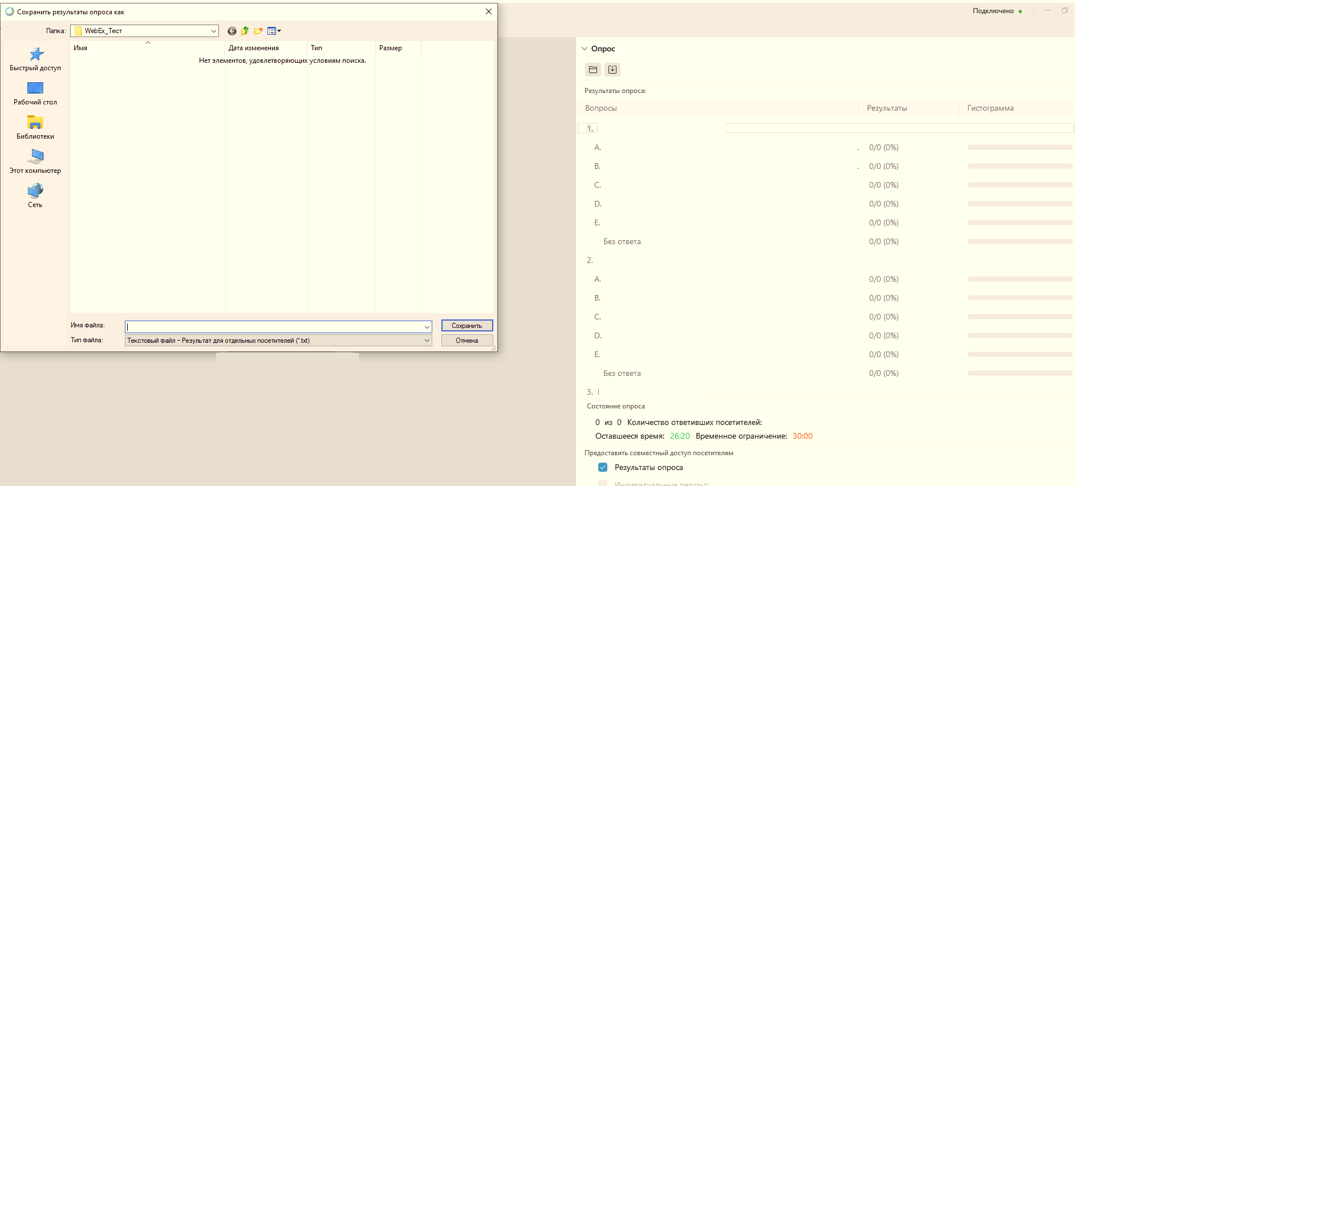 Сохранить результаты опроса как
Папка:
WebEx_Тест
Быстрый доступ
Рабочий стол
Библиотеки
Этот компьютер
Сеть
Имя
Дата изменения
Тип
Размер
Нет элементов, удовлетворяющих условиям поиска.
Имя файла:
Сохранить
Тип файла:
Текстовый файл – Результат для отдельных посетителей (*.txt)
Отмена
Подключено
Опрос
Результаты опроса:
Вопросы
Результаты
Гистограмма
1.
A. 0/0 (0%)
B. 0/0 (0%)
C. 0/0 (0%)
D. 0/0 (0%)
E. 0/0 (0%)
Без ответа 0/0 (0%)
2.
A. 0/0 (0%)
B. 0/0 (0%)
C. 0/0 (0%)
D. 0/0 (0%)
E. 0/0 (0%)
Без ответа 0/0 (0%)
3.
Состояние опроса
0 из 0 Количество ответивших посетителей:
Оставшееся время: 26:20 Временное ограничение: 30:00
Предоставить совместный доступ посетителям
Результаты опроса